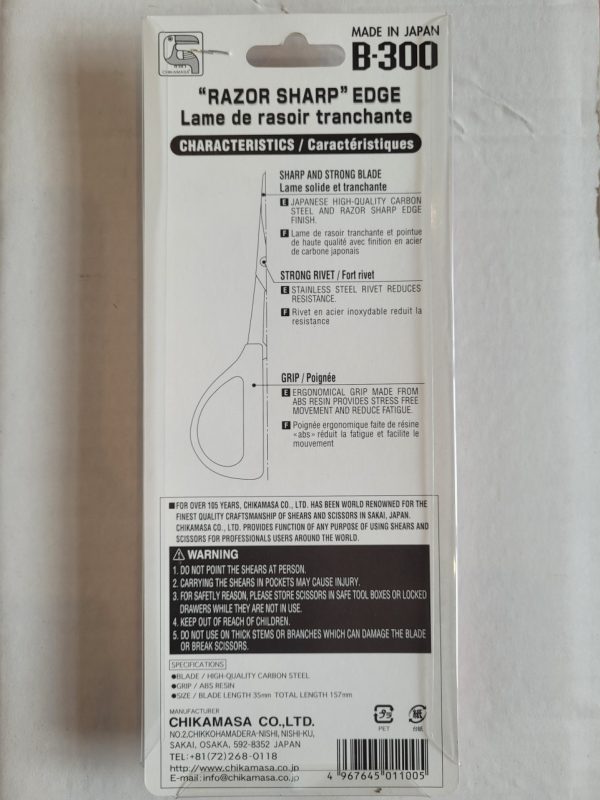 MADE IN JAPAN
B-300
CHIKAMASA
"RAZOR SHARP" EDGE
Lame de rasoir tranchante
CHARACTERISTICS / Caractéristiques
SHARP AND STRONG BLADE
Lame solide et tranchante
E JAPANESE HIGH-QUALITY CARBON
STEEL AND RAZOR SHARP EDGE
FINISH.
F Lame de rasoir tranchante et pointue
de haute qualité avec finition en acier
de carbone japonais
STRONG RIVET / Fort rivet
E STAINLESS STEEL RIVET REDUCES
RESISTANCE.
F Rivet en acier inoxydable reduit la
resistance
GRIP / Poignée
E ERGONOMICAL GRIP MADE FROM
ABS RESIN PROVIDES STRESS FREE
MOVEMENT AND REDUCE FATIGUE.
F Poignée ergonomique faite de résine
«abs» réduit la fatigue et facilite le
mouvement
■FOR OVER 105 YEARS, CHIKAMASA CO., LTD. HAS BEEN WORLD RENOWNED FOR THE
FINEST QUALITY CRAFTSMANSHIP OF SHEARS AND SCISSORS IN SAKAI, JAPAN.
CHIKAMASA CO., LTD. PROVIDES FUNCTION OF ANY PURPOSE OF USING SHEARS AND
SCISSORS FOR PROFESSIONALS USERS AROUND THE WORLD.
⚠ WARNING
1. DO NOT POINT THE SHEARS AT PERSON.
2. CARRYING THE SHEARS IN POCKETS MAY CAUSE INJURY.
3. FOR SAFETLY REASON, PLEASE STORE SCISSORS IN SAFE TOOL BOXES OR LOCKED
DRAWERS WHILE THEY ARE NOT IN USE.
4. KEEP OUT OF REACH OF CHILDREN.
5. DO NOT USE ON THICK STEMS OR BRANCHES WHICH CAN DAMAGE THE BLADE
OR BREAK SCISSORS.
SPECIFICATIONS
●BLADE / HIGH-QUALITY CARBON STEEL
●GRIP / ABS RESIN
●SIZE / BLADE LENGTH 35mm TOTAL LENGTH 157mm
MANUFACTURER
CHIKAMASA CO.,LTD.
NO.2,CHIKKOHAMADERA-NISHI, NISHI-KU,
SAKAI, OSAKA, 592-8352 JAPAN
TEL:+81(72)268-0118
http://www.chikamasa.com
E-mail:info@chikamasa.co.jp
プラ
PET
紙
台紙
4 967645 011005